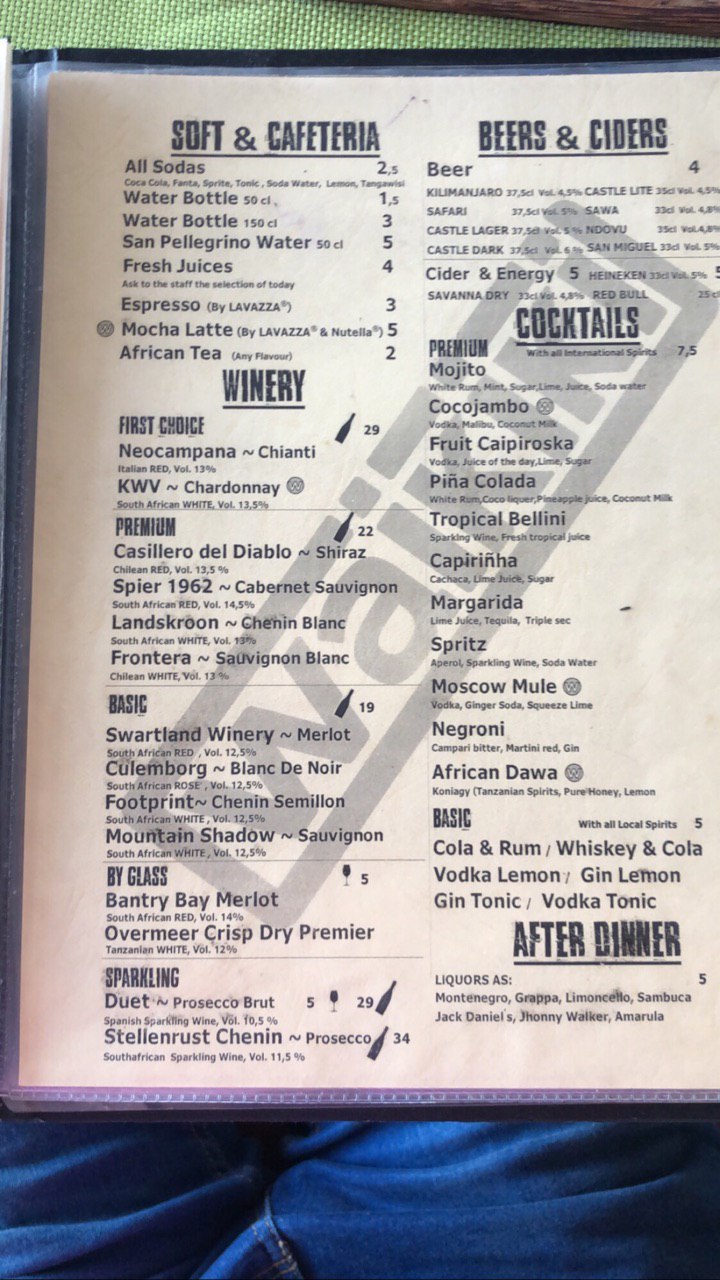 SOFT & CAFETERIA
All Sodas 2,5
Coca Cola, Fanta, Sprite, Tonic , Soda Water, Lemon, Tangawisi
Water Bottle 50 cl 1,5
Water Bottle 150 cl 3
San Pellegrino Water 50 cl 5
Fresh Juices 4
Ask to the staff the selection of today
Espresso (By LAVAZZA®) 3
Mocha Latte (By LAVAZZA® & Nutella®) 5
African Tea (Any Flavour) 2
WINERY
FIRST CHOICE 29
Neocampana ~ Chianti
Italian RED, Vol. 13%
KWV ~ Chardonnay
South African WHITE, Vol. 13,5%
PREMIUM 22
Casillero del Diablo ~ Shiraz
Chilean RED, Vol. 13,5 %
Spier 1962 ~ Cabernet Sauvignon
South African RED, Vol. 14,5%
Landskroon ~ Chenin Blanc
South African WHITE, Vol. 13%
Frontera ~ Sauvignon Blanc
Chilean WHITE, Vol. 13 %
BASIC 19
Swartland Winery ~ Merlot
South African RED , Vol. 12,5%
Culemborg ~ Blanc De Noir
South African ROSE' , Vol. 12,5%
Footprint~ Chenin Semillon
South African WHITE , Vol. 12,5%
Mountain Shadow ~ Sauvignon
South African WHITE , Vol. 12,5%
BY GLASS 5
Bantry Bay Merlot
South African RED, Vol. 14%
Overmeer Crisp Dry Premier
Tanzanian WHITE, Vol. 12%
SPARKLING
Duet ~ Prosecco Brut 5 29
Spanish Sparkling Wine, Vol. 10,5 %
Stellenrust Chenin ~ Prosecco 34
Southafrican Sparkling Wine, Vol. 11,5 %
BEERS & CIDERS
Beer 4
KILIMANJARO 37,5cl Vol. 4,5% CASTLE LITE 35cl Vol. 4,5%
SAFARI 37,5cl Vol. 5% SAWA 33cl Vol. 4,8%
CASTLE LAGER 37,5cl Vol. 5 % NDOVU 35cl Vol.4,8%
CASTLE DARK 37,5cl Vol. 6 % SAN MIGUEL 33cl Vol. 5%
Cider & Energy 5 HEINEKEN 33cl Vol. 5% 5
SAVANNA DRY 33cl Vol. 4,8% RED BULL 25 cl
COCKTAILS
PREMIUM With all International Spirits 7,5
Mojito
White Rum, Mint, Sugar,Lime, Juice, Soda water
Cocojambo
Vodka, Malibu, Coconut Milk
Fruit Caipiroska
Vodka, Juice of the day,Lime, Sugar
Piña Colada
White Rum,Coco liquer,Pineapple juice, Coconut Milk
Tropical Bellini
Sparking Wine, Fresh tropical juice
Capiriñha
Cachaca, Lime Juice, Sugar
Margarida
Lime Juice, Tequila, Triple sec
Spritz
Aperol, Sparkling Wine, Soda Water
Moscow Mule
Vodka, Ginger Soda, Squeeze Lime
Negroni
Campari bitter, Martini red, Gin
African Dawa
Koniagy (Tanzanian Spirits, Pure Honey, Lemon
BASIC With all Local Spirits 5
Cola & Rum / Whiskey & Cola
Vodka Lemon / Gin Lemon
Gin Tonic / Vodka Tonic
AFTER DINNER
LIQUORS AS: 5
Montenegro, Grappa, Limoncello, Sambuca
Jack Daniel's, Jhonny Walker, Amarula